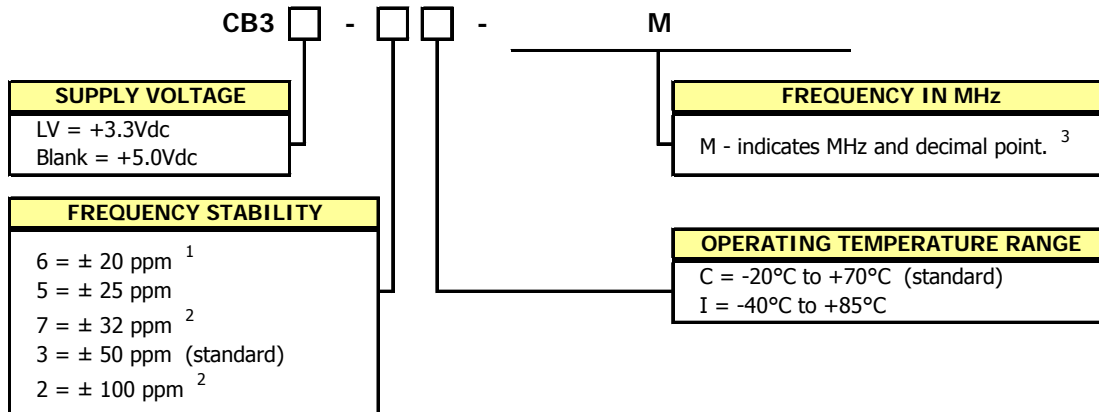 CB3 - - M
SUPPLY VOLTAGE
LV = +3.3Vdc
Blank = +5.0Vdc
FREQUENCY IN MHz
M - indicates MHz and decimal point. 3
FREQUENCY STABILITY
6 = ± 20 ppm 1
5 = ± 25 ppm
7 = ± 32 ppm 2
3 = ± 50 ppm (standard)
2 = ± 100 ppm 2
OPERATING TEMPERATURE RANGE
C = -20°C to +70°C (standard)
I = -40°C to +85°C